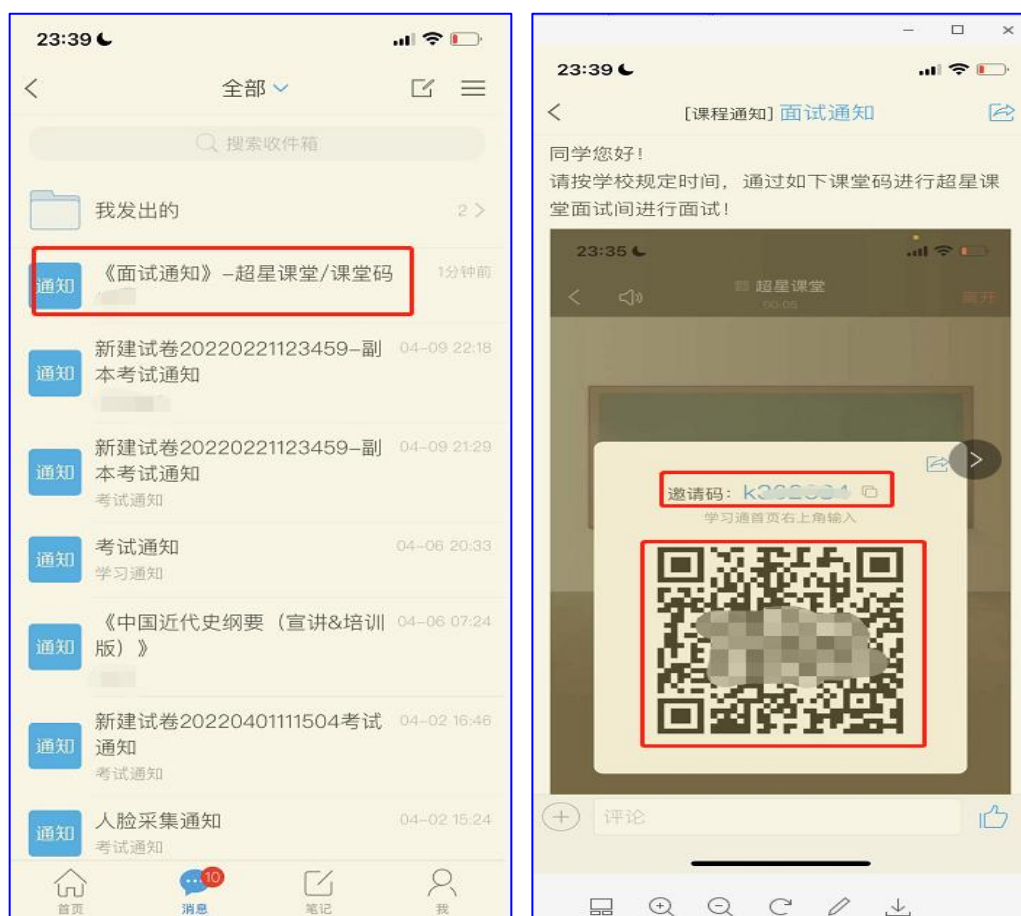 23:39
全部
搜索收件箱
我发出的
2
通知
《面试通知》-超星课堂/课堂码
1分钟前
通知
新建试卷20220221123459-副
本考试通知
04-09 22:18
通知
新建试卷20220221123459-副
本考试通知
04-09 21:29
考试通知
通知
考试通知
04-06 20:33
学习通知
通知
《中国近代史纲要（宣讲&培训
版）》
04-06 07:24
通知
新建试卷20220401111504考试
通知
04-02 16:46
考试通知
通知
人脸采集通知
04-02 15:24
考试通知
首页
消息
10
笔记
我
23:39
[课程通知] 面试通知
同学您好！
请按学校规定时间，通过如下课堂码进行超星课
堂面试间进行面试！
23:35
超星课堂
00:05
离开
邀请码：
学习通首页右上角输入
评论